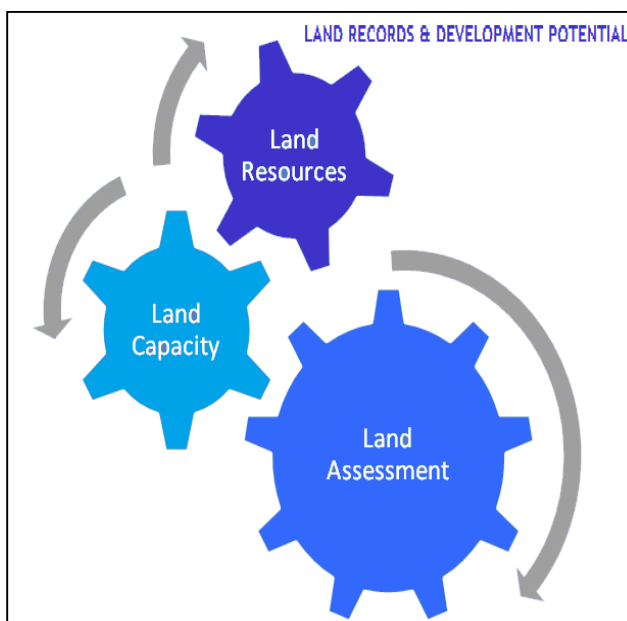 LAND RECORDS & DEVELOPMENT POTENTIAL
Land
Resources
Land
Capacity
Land
Assessment